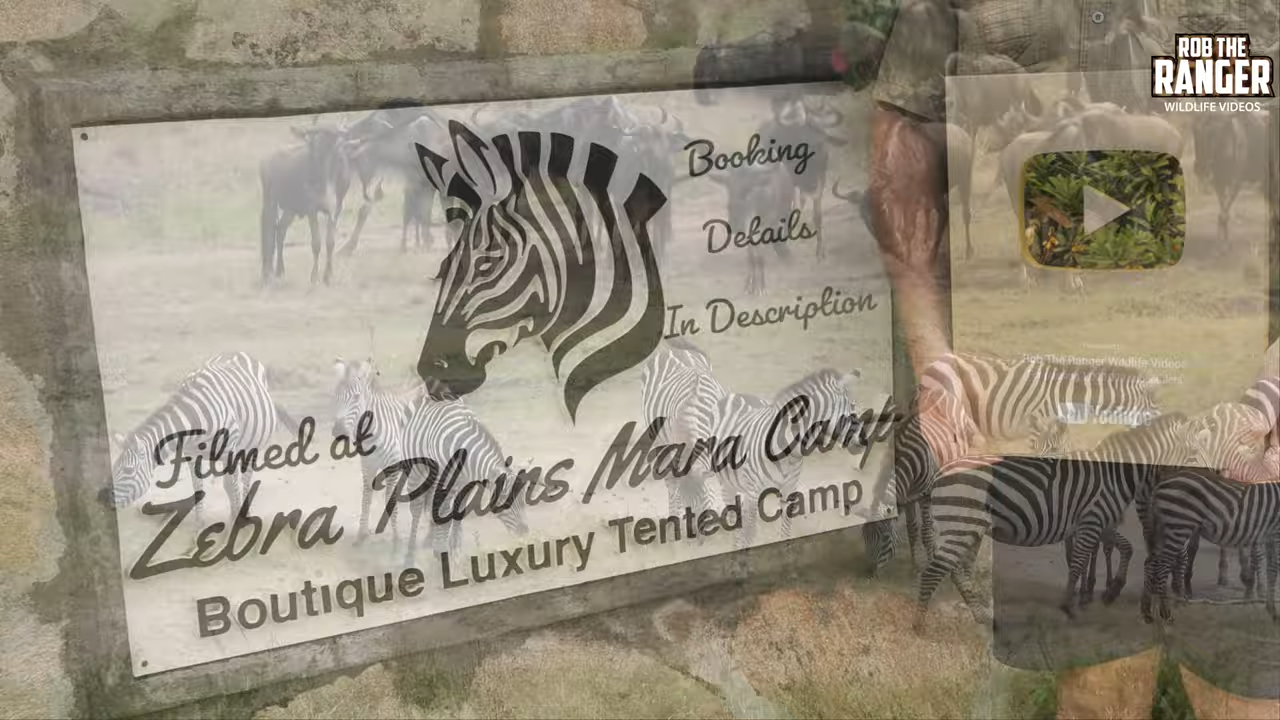 ROB THE
RANGER
WILDLIFE VIDEOS
Booking
Details
In Description
Rob The Ranger Wildlife Videos
Filmed at
Zebra Plains Mara Camp
Boutique Luxury Tented Camp